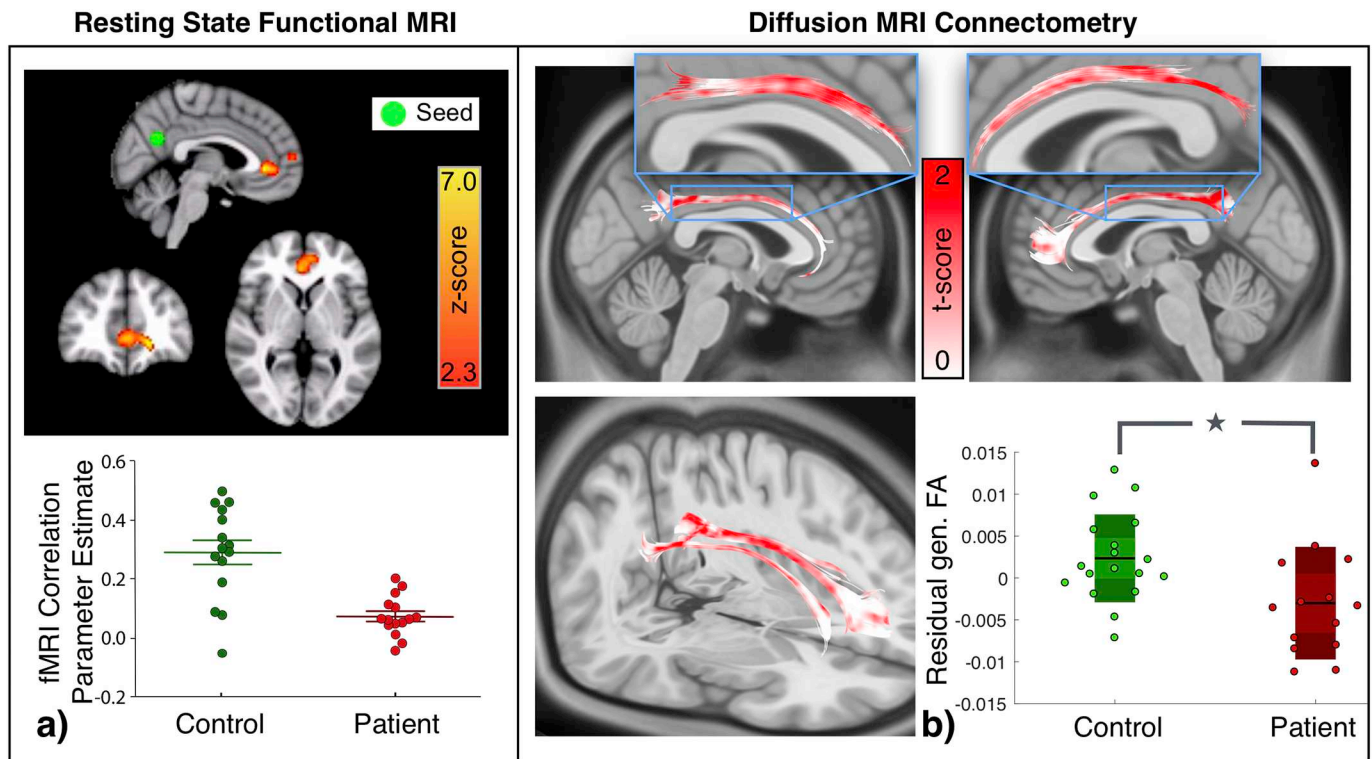 Resting State Functional MRI
Diffusion MRI Connectometry
Seed
7.0
z-score
2.3
2
t-score
0
fMRI Correlation
Parameter Estimate
0.6
0.4
0.2
0.0
-0.2
Control
Patient
a)
Residual gen. FA
0.015
0.01
0.005
0
-0.005
-0.01
-0.015
Control
Patient
b)